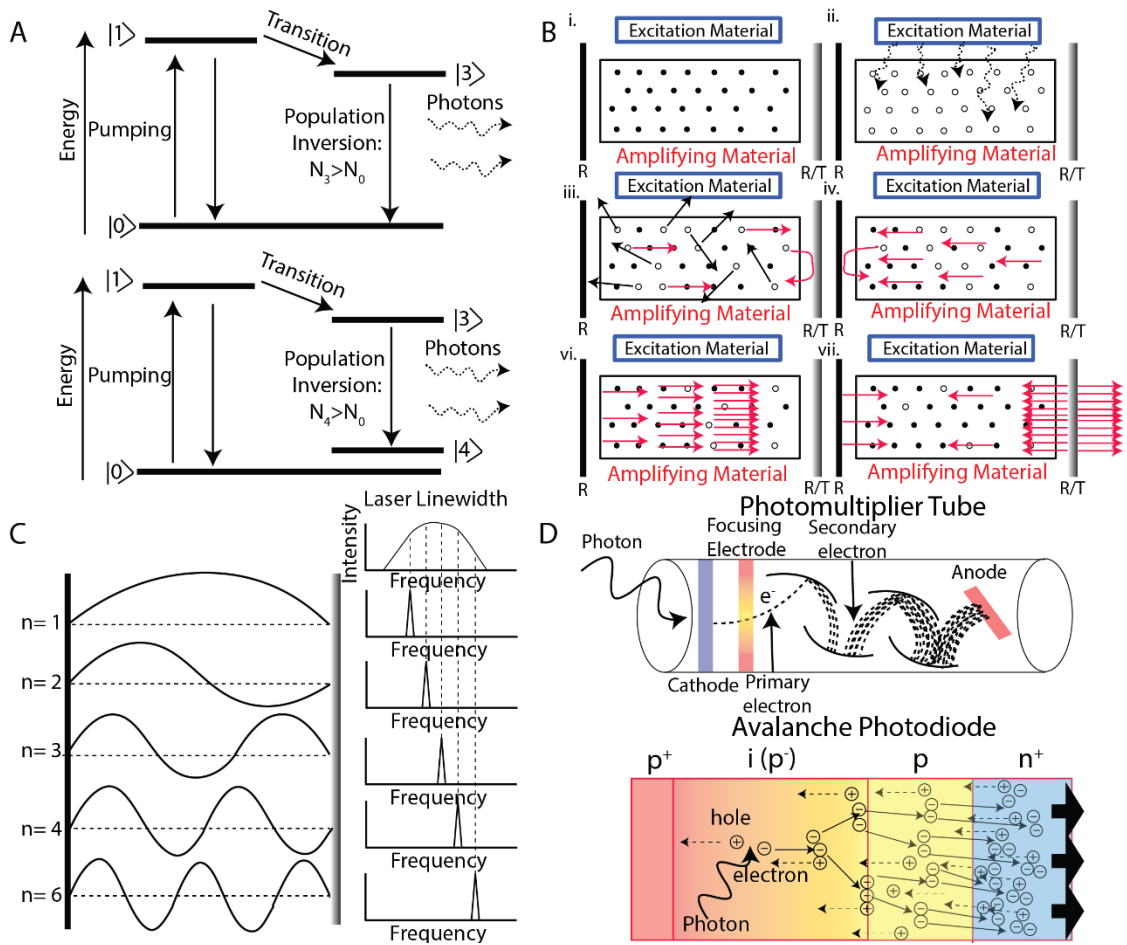 A
|1⟩
Transition
|3⟩
Photons
Energy
Pumping
Population
Inversion:
N3>N0
|0⟩
|1⟩
Transition
|3⟩
Photons
Energy
Pumping
Population
Inversion:
N4>N0
|4⟩
|0⟩
B
i.
Excitation Material
Amplifying Material
R
R/T
ii.
Excitation Material
Amplifying Material
R
R/T
iii.
Excitation Material
Amplifying Material
R
R/T
iv.
Excitation Material
Amplifying Material
R
R/T
vi.
Excitation Material
Amplifying Material
R
R/T
vii.
Excitation Material
Amplifying Material
R
R/T
C
Laser Linewidth
Intensity
Frequency
n= 1
Frequency
n= 2
Frequency
n= 3
Frequency
n= 4
Frequency
n= 6
Frequency
D
Photomultiplier Tube
Photon
Focusing
Electrode
Secondary
electron
Anode
e-
Cathode
Primary
electron
Avalanche Photodiode
p+
i (p-)
p
n+
hole
electron
Photon